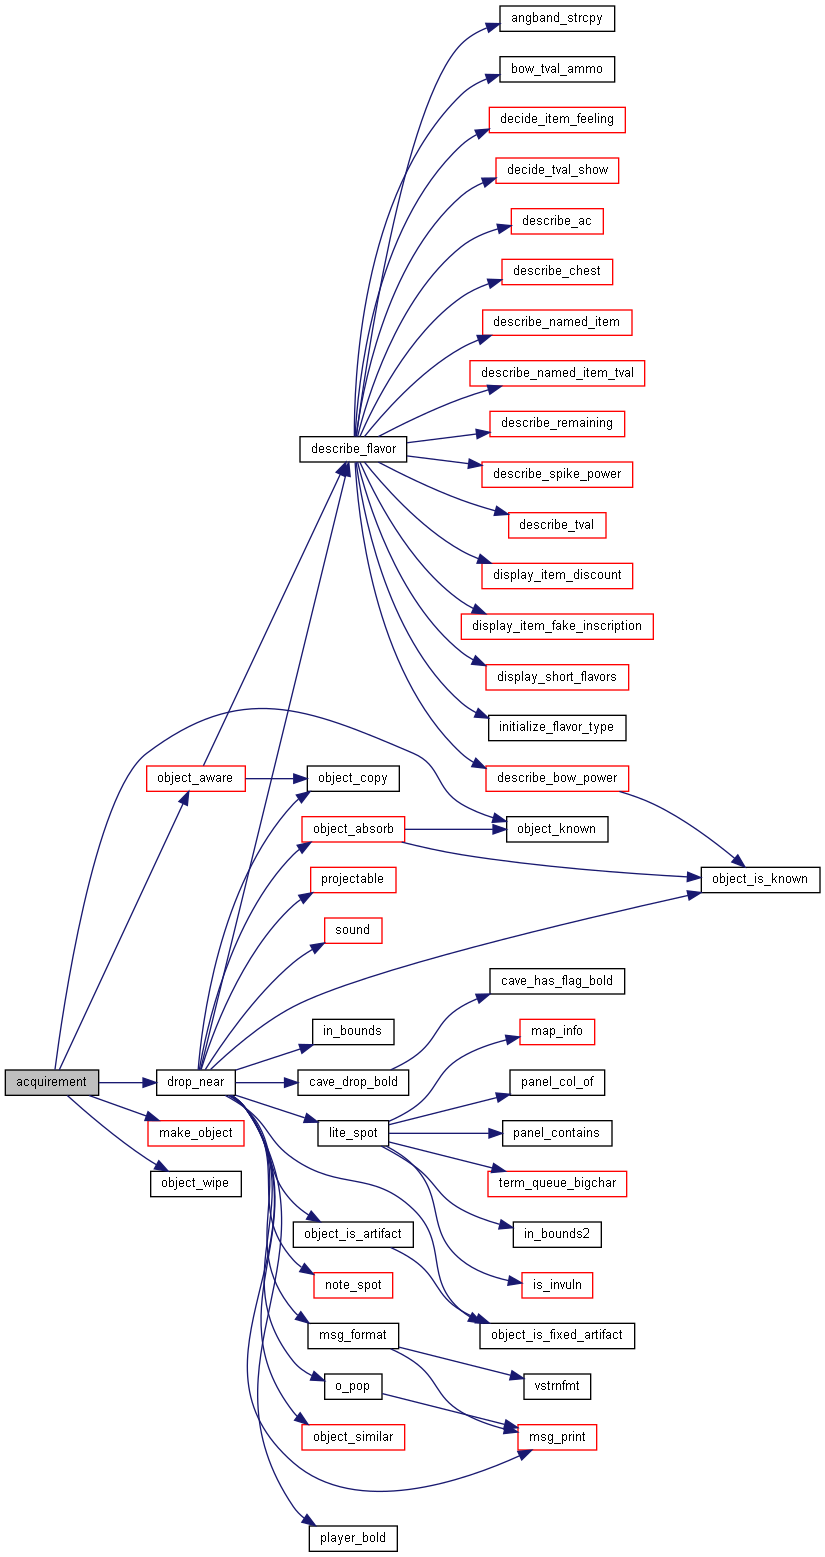 angband_strcpy
bow_tval_ammo
decide_item_feeling
decide_tval_show
describe_ac
describe_chest
describe_named_item
describe_named_item_tval
describe_remaining
describe_flavor
describe_spike_power
describe_tval
display_item_discount
display_item_fake_inscription
display_short_flavors
initialize_flavor_type
object_aware
object_copy
describe_bow_power
object_absorb
object_known
projectable
object_is_known
sound
cave_has_flag_bold
in_bounds
map_info
acquirement
drop_near
cave_drop_bold
panel_col_of
make_object
lite_spot
panel_contains
object_wipe
term_queue_bigchar
object_is_artifact
in_bounds2
note_spot
is_invuln
msg_format
object_is_fixed_artifact
o_pop
vstrnfmt
object_similar
msg_print
player_bold